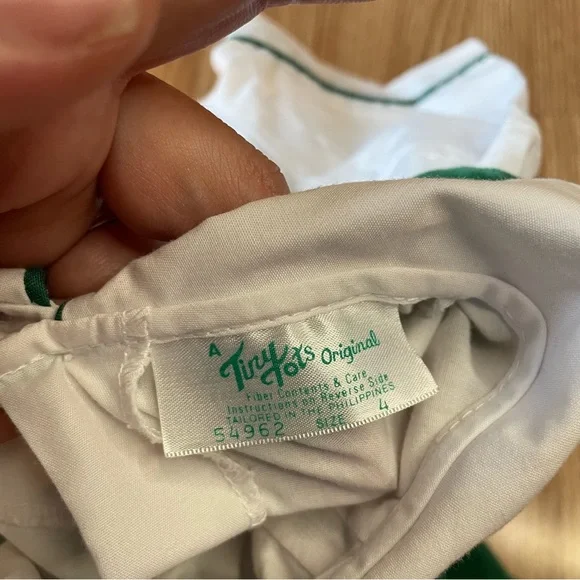 A Tiny Tots Original
Fiber Contents & Care
Instructions on Reverse Side
TAILORED IN THE PHILIPPINES
54962 SIZE 4